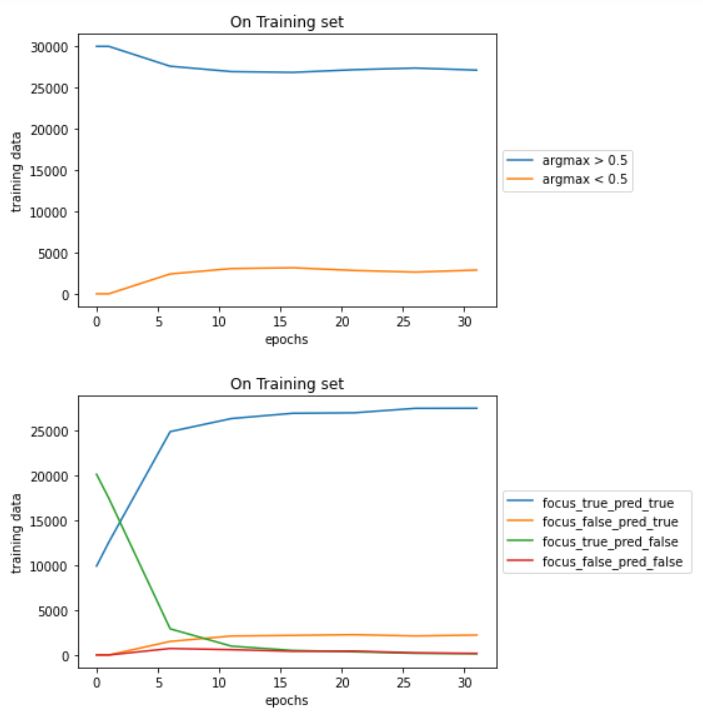 On Training set
30000
25000
20000
15000
10000
5000
0
training data
0 5 10 15 20 25 30
epochs
argmax > 0.5
argmax < 0.5
On Training set
25000
20000
15000
10000
5000
0
training data
0 5 10 15 20 25 30
epochs
focus_true_pred_true
focus_false_pred_true
focus_true_pred_false
focus_false_pred_false